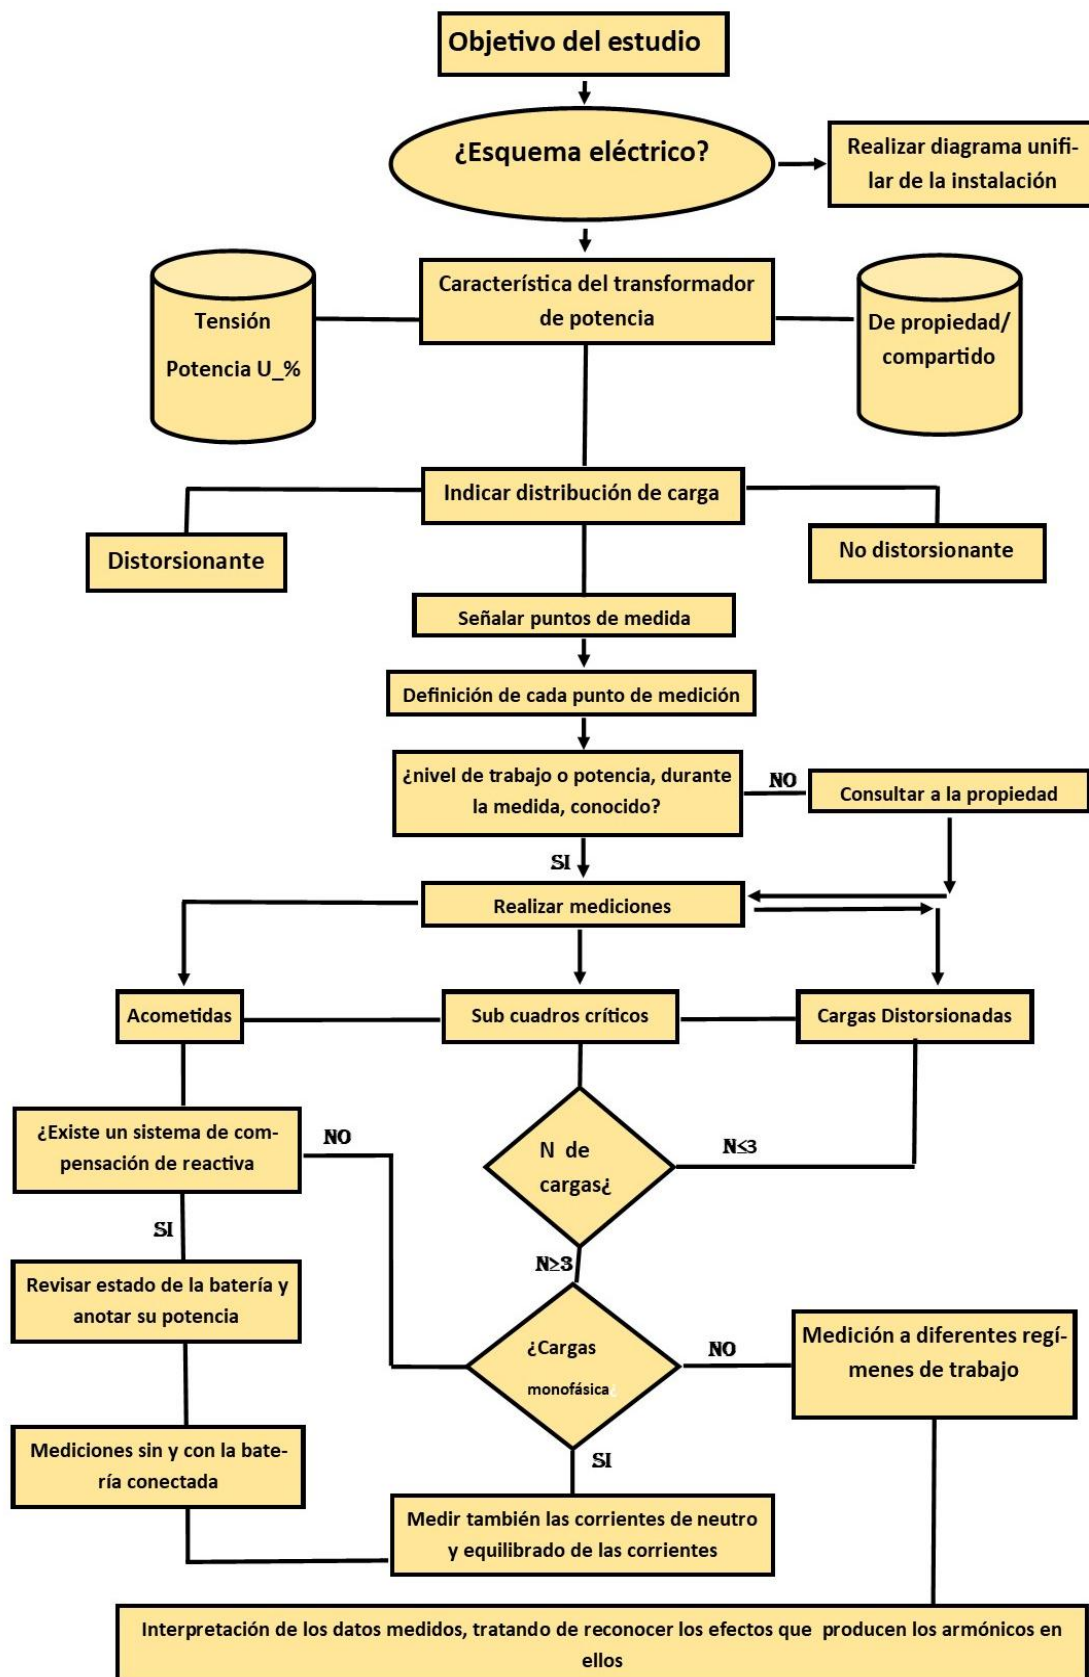 Objetivo del estudio
¿Esquema eléctrico?
Realizar diagrama unifi-
lar de la instalación
Característica del transformador
de potencia
Tensión
Potencia U_%
De propiedad/
compartido
Indicar distribución de carga
Distorsionante
No distorsionante
Señalar puntos de medida
Definición de cada punto de medición
¿nivel de trabajo o potencia, durante
la medida, conocido?
NO
Consultar a la propiedad
SI
Realizar mediciones
Acometidas
Sub cuadros críticos
Cargas Distorsionadas
¿Existe un sistema de com-
pensación de reactiva
NO
N de
cargas¿
N≤3
SI
N≥3
Revisar estado de la batería y
anotar su potencia
¿Cargas
monofásica¿
NO
Medición a diferentes regí-
menes de trabajo
SI
Mediciones sin y con la bate-
ría conectada
Medir también las corrientes de neutro
y equilibrado de las corrientes
Interpretación de los datos medidos, tratando de reconocer los efectos que producen los armónicos en
ellos